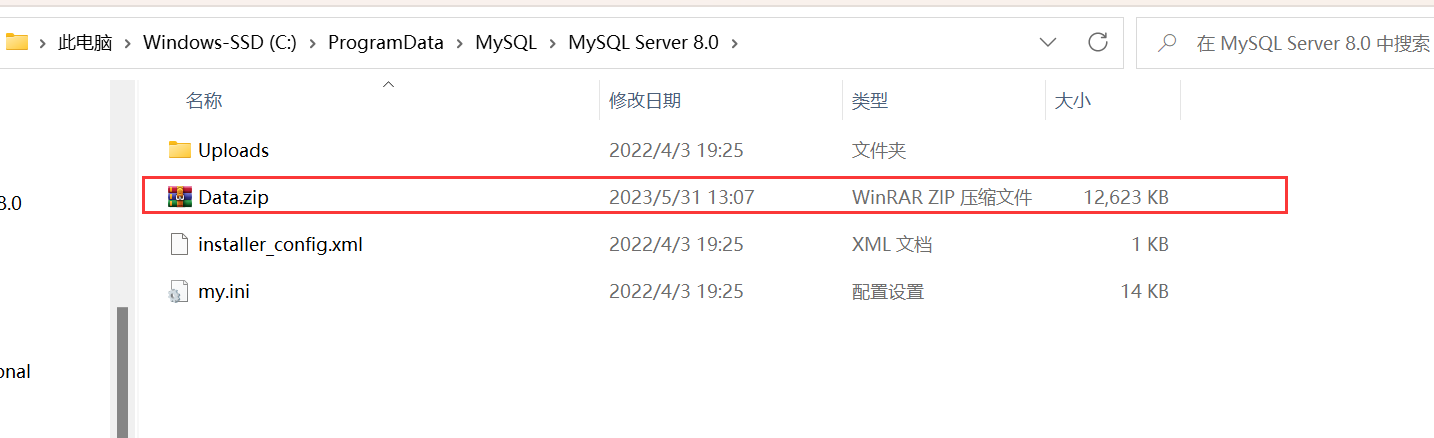 此电脑 Windows-SSD (C:) ProgramData MySQL MySQL Server 8.0 在 MySQL Server 8.0 中搜索
名称 修改日期 类型 大小
Uploads 2022/4/3 19:25 文件夹
8.0 Data.zip 2023/5/31 13:07 WinRAR ZIP 压缩文件 12,623 KB
installer_config.xml 2022/4/3 19:25 XML 文档 1 KB
my.ini 2022/4/3 19:25 配置设置 14 KB
onal